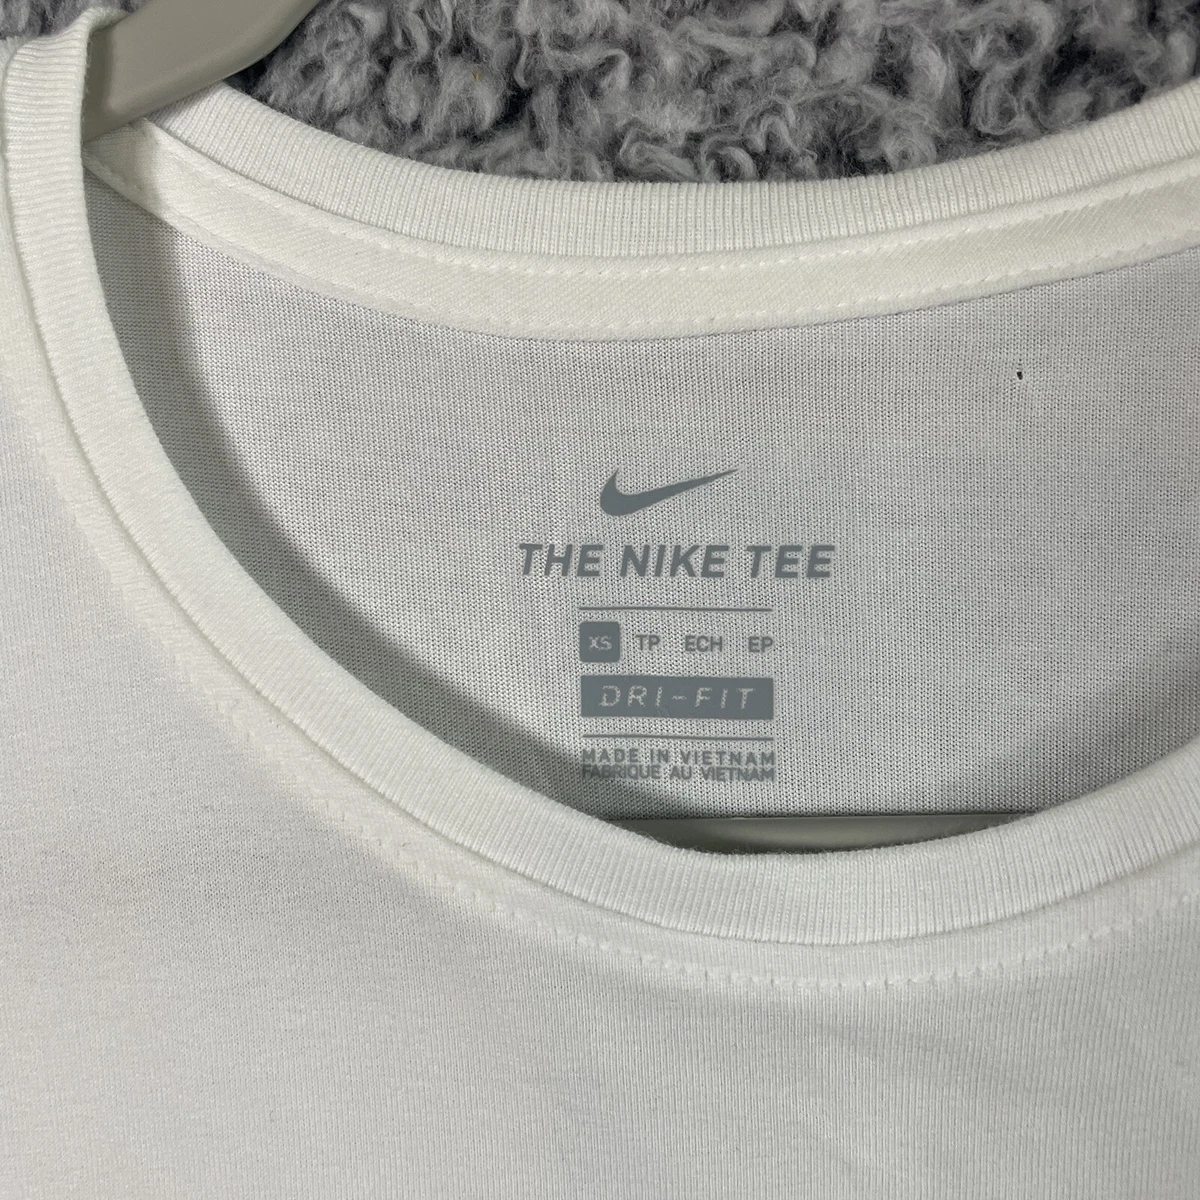 THE NIKE TEE
XS TP ECH EP
DRI-FIT
MADE IN VIETNAM
FABRIQUE AU VIETNAM